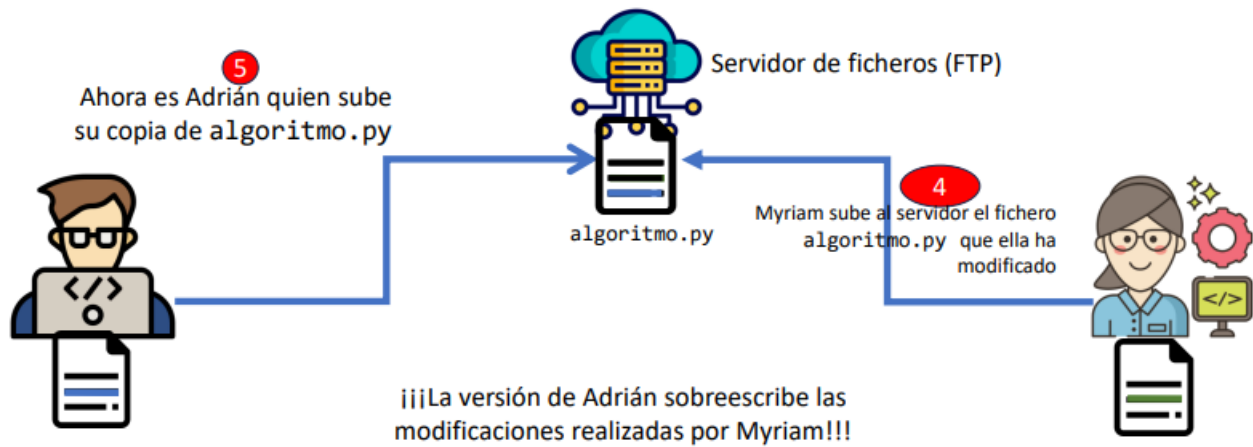 5
Ahora es Adrián quien sube
su copia de algoritmo.py
Servidor de ficheros (FTP)
algoritmo.py
4
Myriam sube al servidor el fichero
algoritmo.py que ella ha
modificado
</>
</>
¡¡¡La versión de Adrián sobreescribe las
modificaciones realizadas por Myriam!!!